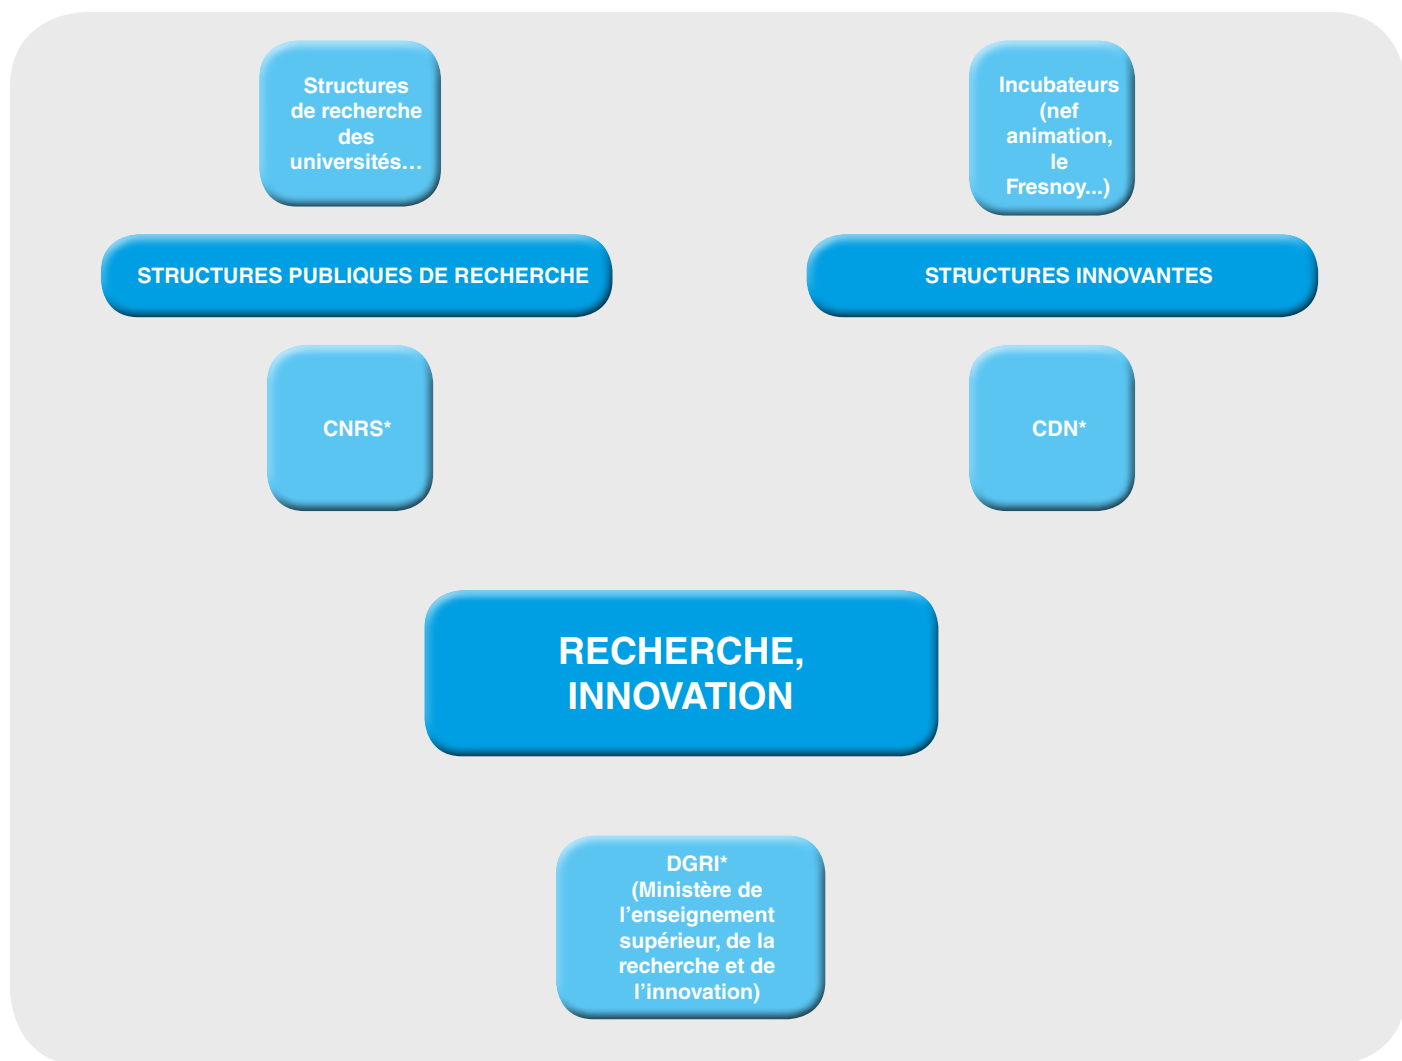 Structures
de recherche
des
universités…
Incubateurs
(nef
animation,
le
Fresnoy...)
STRUCTURES PUBLIQUES DE RECHERCHE
STRUCTURES INNOVANTES
CNRS*
CDN*
RECHERCHE,
INNOVATION
DGRI*
(Ministère de
l’enseignement
supérieur, de la
recherche et de
l’innovation)